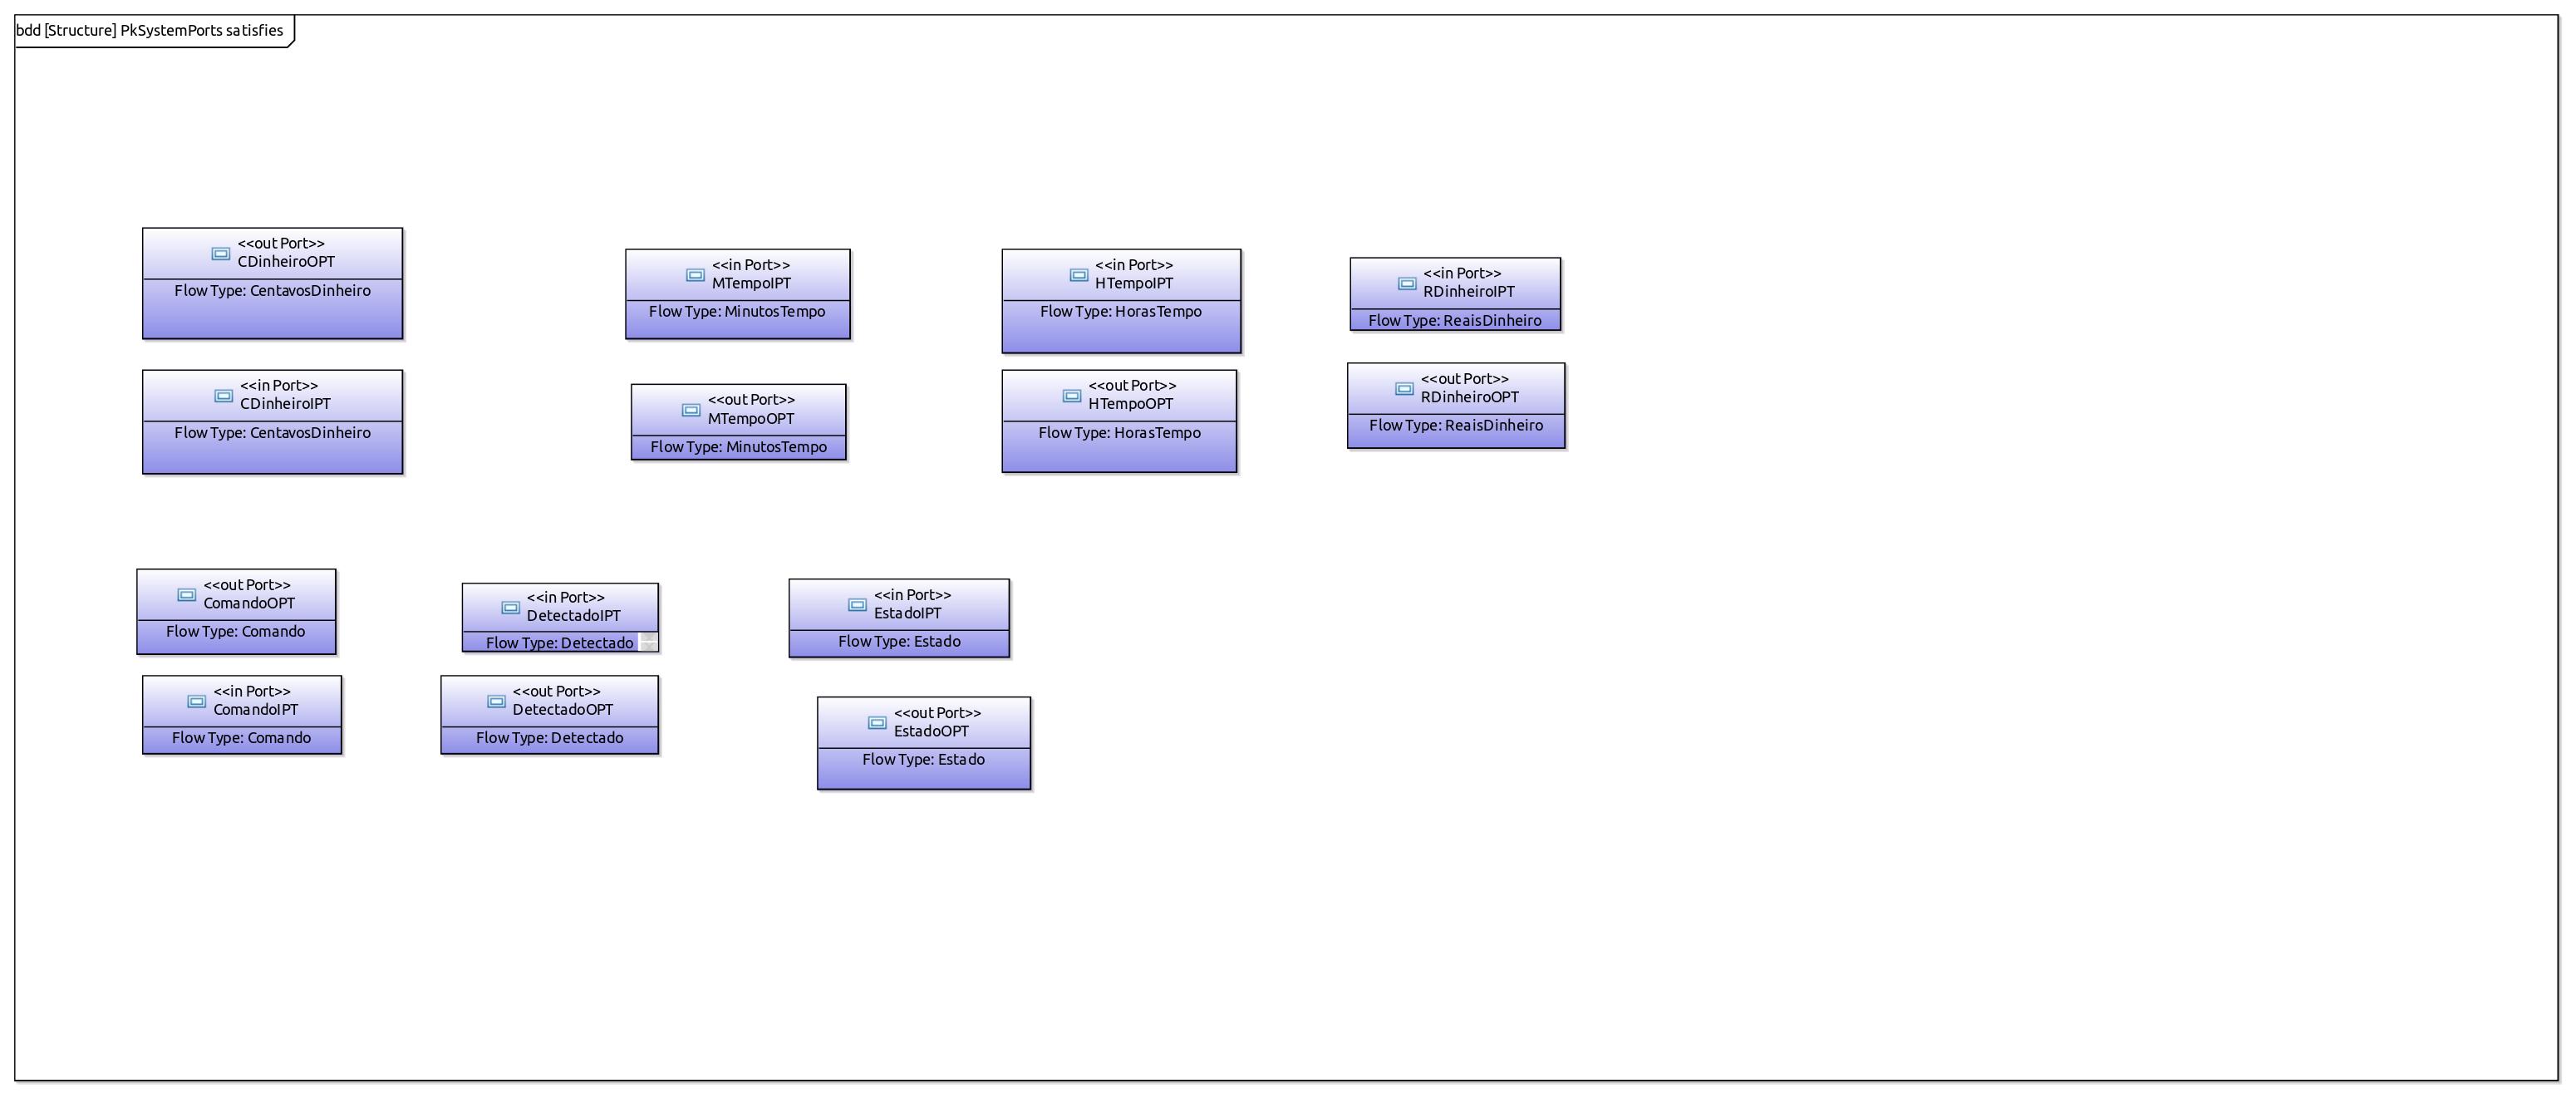 bdd [Structure] PkSystemPorts satisfies
<<out Port>>
CDinheiroOPT
Flow Type: CentavosDinheiro
<<in Port>>
MTempoIPT
Flow Type: MinutosTempo
<<in Port>>
HTempoIPT
Flow Type: HorasTempo
<<in Port>>
RDinheiroIPT
Flow Type: ReaisDinheiro
<<in Port>>
CDinheiroIPT
Flow Type: CentavosDinheiro
<<out Port>>
MTempoOPT
Flow Type: MinutosTempo
<<out Port>>
HTempoOPT
Flow Type: HorasTempo
<<out Port>>
RDinheiroOPT
Flow Type: ReaisDinheiro
<<out Port>>
ComandoOPT
Flow Type: Comando
<<in Port>>
DetectadoIPT
Flow Type: Detectado
<<in Port>>
EstadoIPT
Flow Type: Estado
<<in Port>>
ComandoIPT
Flow Type: Comando
<<out Port>>
DetectadoOPT
Flow Type: Detectado
<<out Port>>
EstadoOPT
Flow Type: Estado